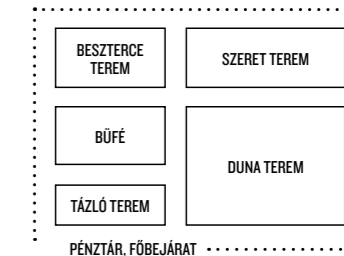 BESZTERCE
TEREM
SZERET TEREM
BÜFÉ
DUNA TEREM
TÁZLÓ TEREM
PÉNZTÁR, FŐBEJÁRAT